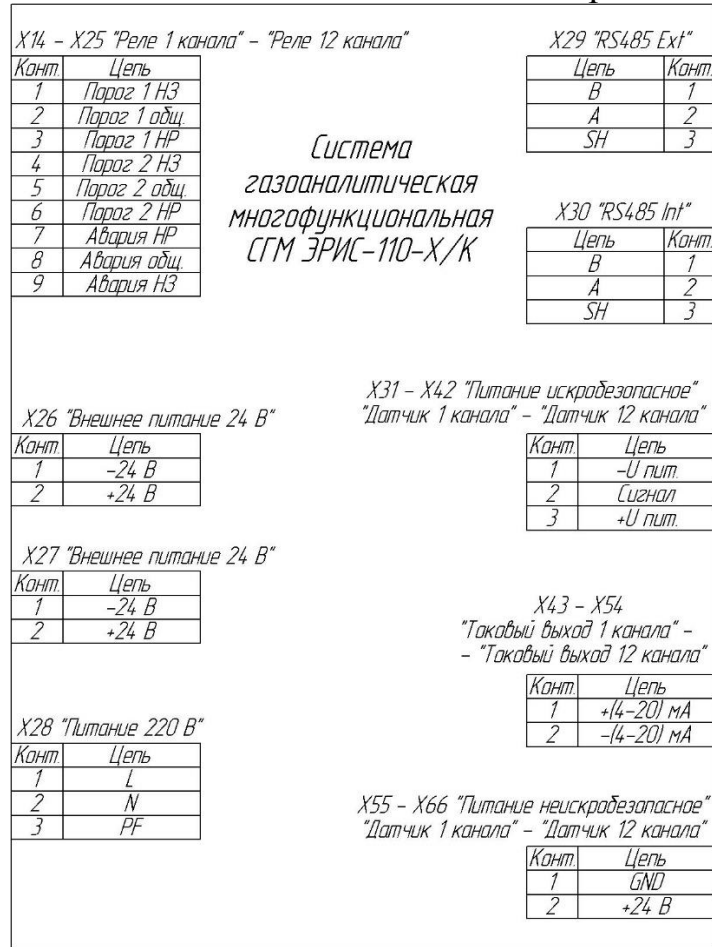 X14 – X25 "Реле 1 канала" – "Реле 12 канала"
Конт. Цепь
1 Порог 1 НЗ
2 Порог 1 общ.
3 Порог 1 НР
4 Порог 2 НЗ
5 Порог 2 общ.
6 Порог 2 НР
7 Авария НР
8 Авария общ.
9 Авария НЗ
X26 "Внешнее питание 24 В"
Конт. Цепь
1 -24 В
2 +24 В
X27 "Внешнее питание 24 В"
Конт. Цепь
1 -24 В
2 +24 В
X28 "Питание 220 В"
Конт. Цепь
1 L
2 N
3 PF
Система
газоаналитическая
многофункциональная
СГМ ЭРИС-110-X/К
X29 "RS485 Ext"
Цепь Конт.
B 1
A 2
SH 3
X30 "RS485 Int"
Цепь Конт.
B 1
A 2
SH 3
X31 – X42 "Питание искробезопасное"
"Датчик 1 канала" – "Датчик 12 канала"
Конт. Цепь
1 -U пит.
2 Сигнал
3 +U пит.
X43 – X54
"Токовый выход 1 канала" –
– "Токовый выход 12 канала"
Конт. Цепь
1 +(4-20) мА
2 -(4-20) мА
X55 – X66 "Питание неискробезопасное"
"Датчик 1 канала" – "Датчик 12 канала"
Конт. Цепь
1 GND
2 +24 В